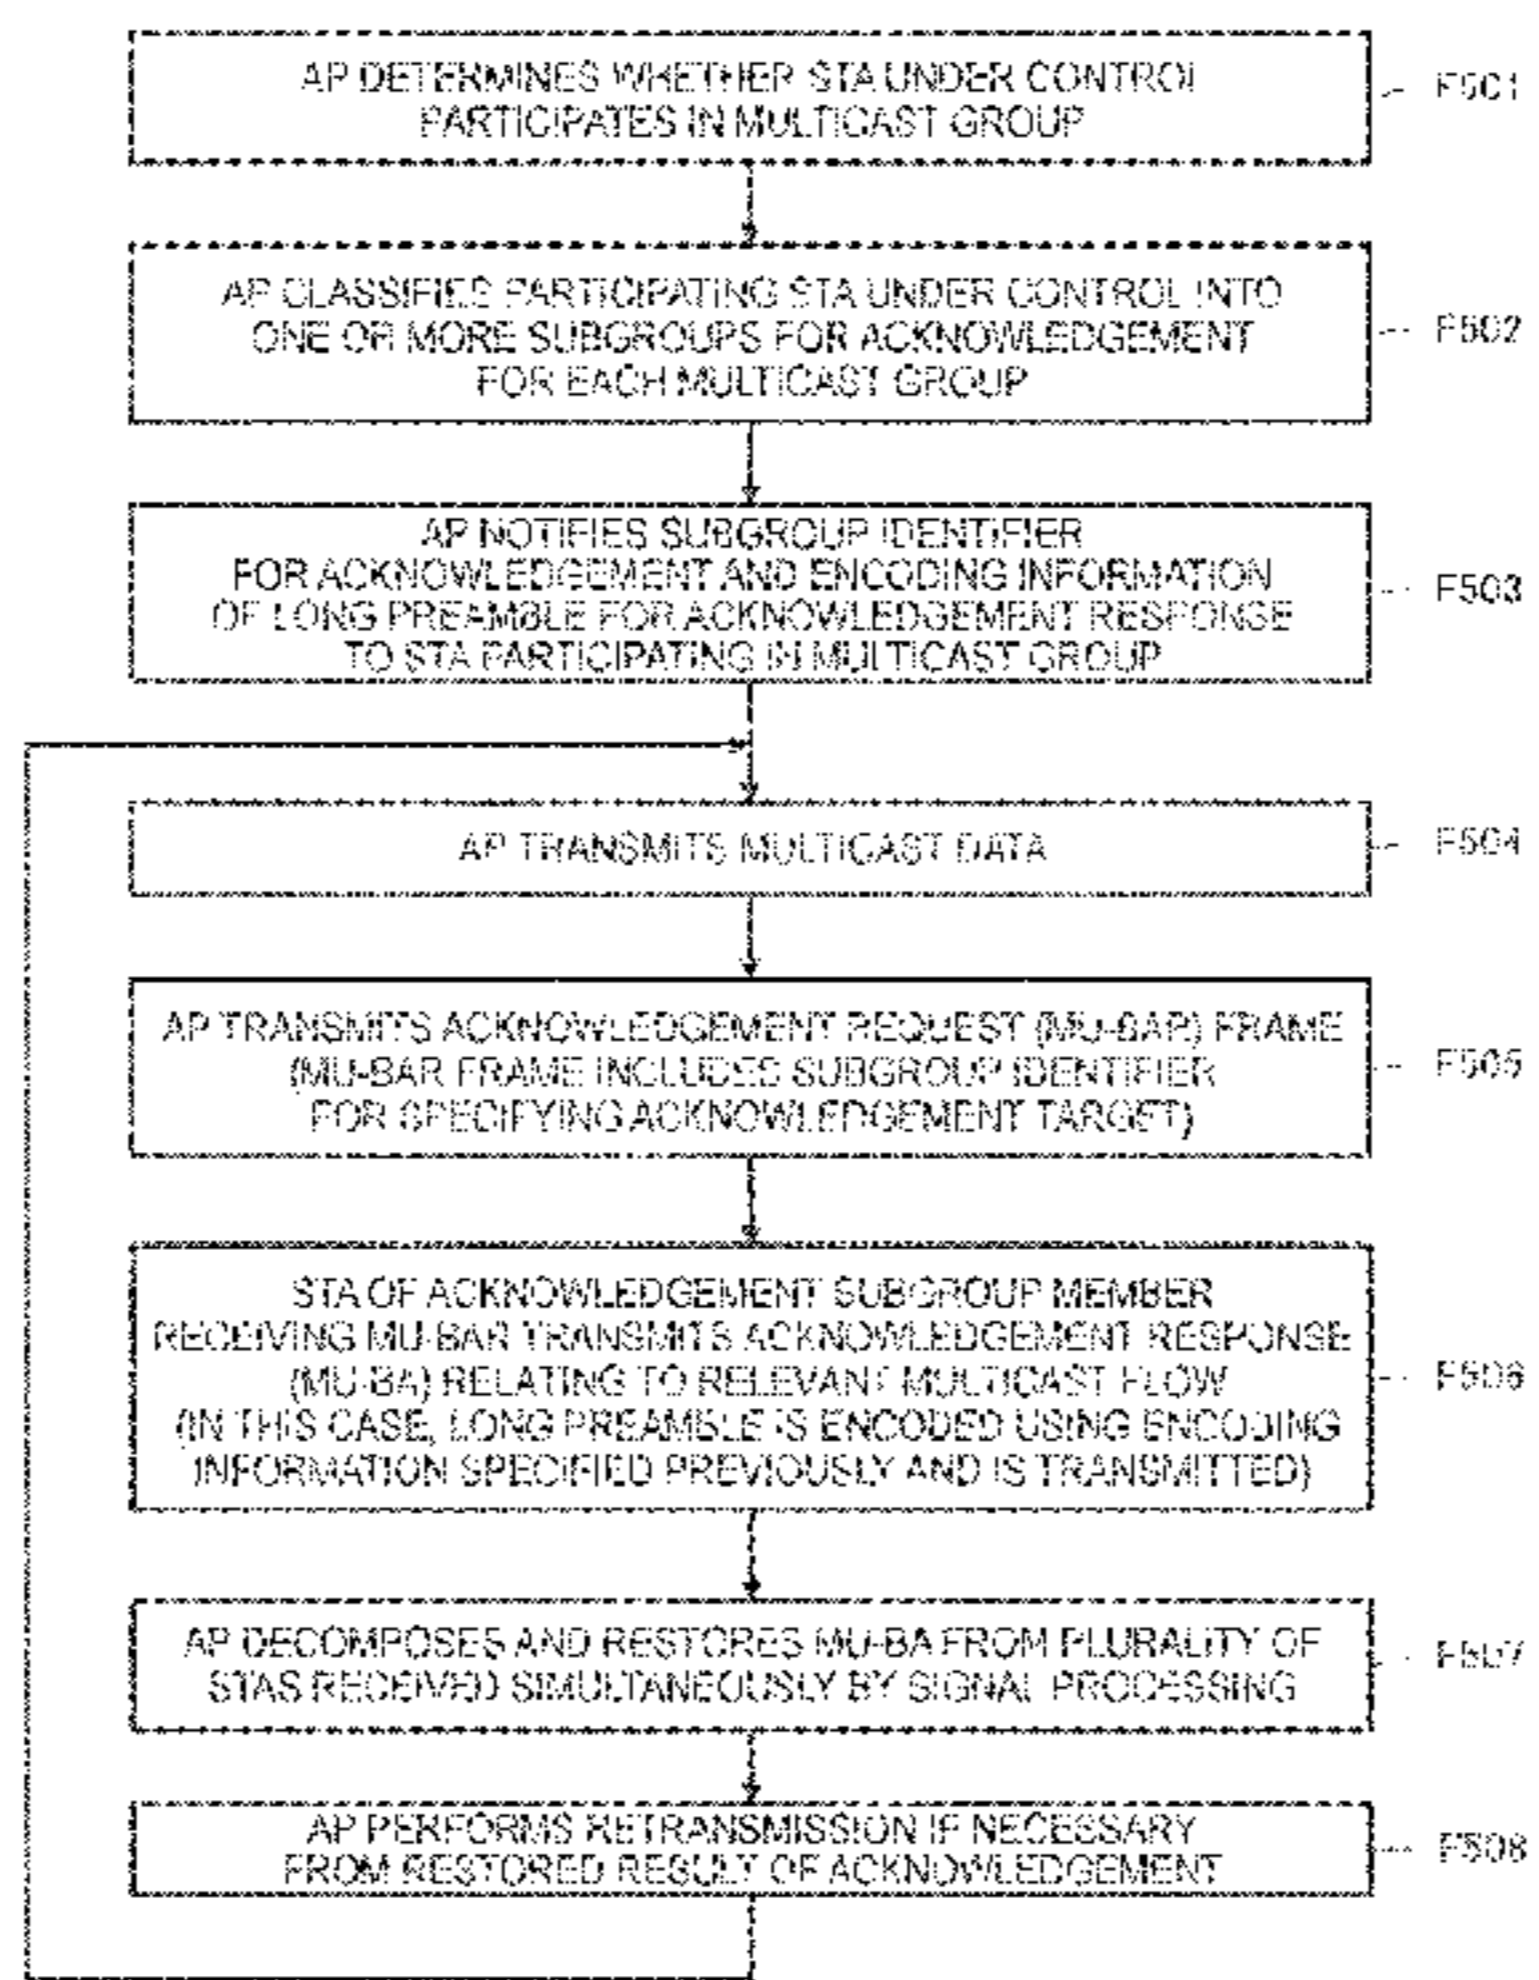 AP DETERMINES WHETHER STA UNDER CONTROL
PARTICIPATES IN MULTICAST GROUP
F501
AP CLASSIFIES PARTICIPATING STA UNDER CONTROL INTO
ONE OR MORE SUBGROUPS FOR ACKNOWLEDGEMENT
FOR EACH MULTICAST GROUP
F502
AP NOTIFIES SUBGROUP IDENTIFIER
FOR ACKNOWLEDGEMENT AND ENCODING INFORMATION
OF LONG PREAMBLE FOR ACKNOWLEDGEMENT RESPONSE
TO STA PARTICIPATING IN MULTICAST GROUP
F503
AP TRANSMITS MULTICAST DATA
F504
AP TRANSMITS ACKNOWLEDGEMENT REQUEST (MU-BAR) FRAME
(MU-BAR FRAME INCLUDES SUBGROUP IDENTIFIER
FOR SPECIFYING ACKNOWLEDGEMENT TARGET)
F505
STA OF ACKNOWLEDGEMENT SUBGROUP MEMBER
RECEIVING MU-BAR TRANSMITS ACKNOWLEDGEMENT RESPONSE
(MU-BA) RELATING TO RELEVANT MULTICAST FLOW
(IN THIS CASE, LONG PREAMBLE IS ENCODED USING ENCODING
INFORMATION SPECIFIED PREVIOUSLY AND IS TRANSMITTED)
F506
AP DECOMPOSES AND RESTORES MU-BA FROM PLURALITY OF
STAS RECEIVED SIMULTANEOUSLY BY SIGNAL PROCESSING
F507
AP PERFORMS RETRANSMISSION IF NECESSARY
FROM RESTORED RESULT OF ACKNOWLEDGEMENT
F508